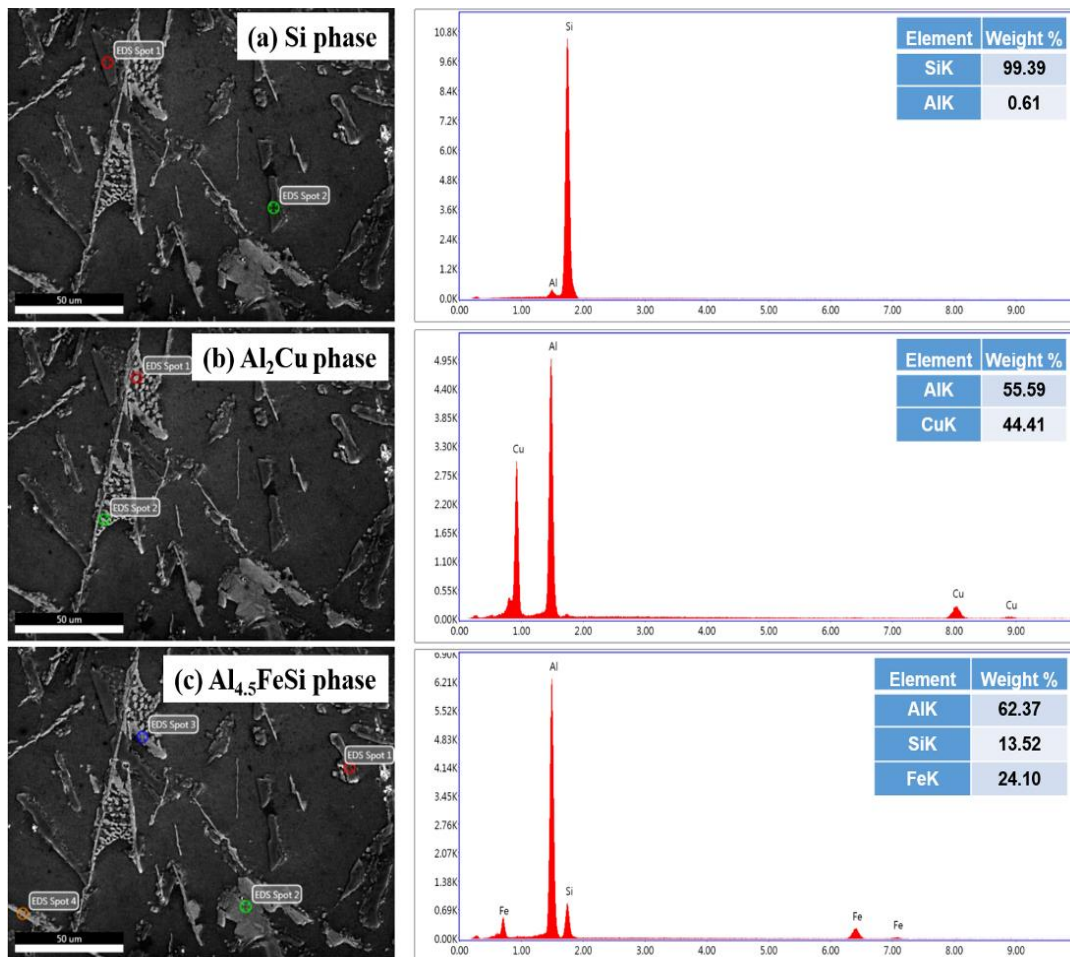 (a) Si phase
EDS Spot 1
EDS Spot 2
50 um
10.8K
9.6K
8.4K
7.2K
6.0K
4.8K
3.6K
2.4K
1.2K
0.0K
Si
Al
0.00 1.00 2.00 3.00 4.00 5.00 6.00 7.00 8.00 9.00
Element Weight %
SiK 99.39
AlK 0.61
(b) Al₂Cu phase
EDS Spot 1
EDS Spot 2
50 um
4.95K
4.40K
3.85K
3.30K
2.75K
2.20K
1.65K
1.10K
0.55K
0.00K
Cu
Al
Cu
Cu
0.00 1.00 2.00 3.00 4.00 5.00 6.00 7.00 8.00 9.00
Element Weight %
AlK 55.59
CuK 44.41
(c) Al₄.₅FeSi phase
EDS Spot 3
EDS Spot 1
EDS Spot 4
EDS Spot 2
50 um
6.90K
6.21K
5.52K
4.83K
4.14K
3.45K
2.76K
2.07K
1.38K
0.69K
0.00K
Fe
Al
Si
Fe
Fe
0.00 1.00 2.00 3.00 4.00 5.00 6.00 7.00 8.00 9.00
Element Weight %
AlK 62.37
SiK 13.52
FeK 24.10